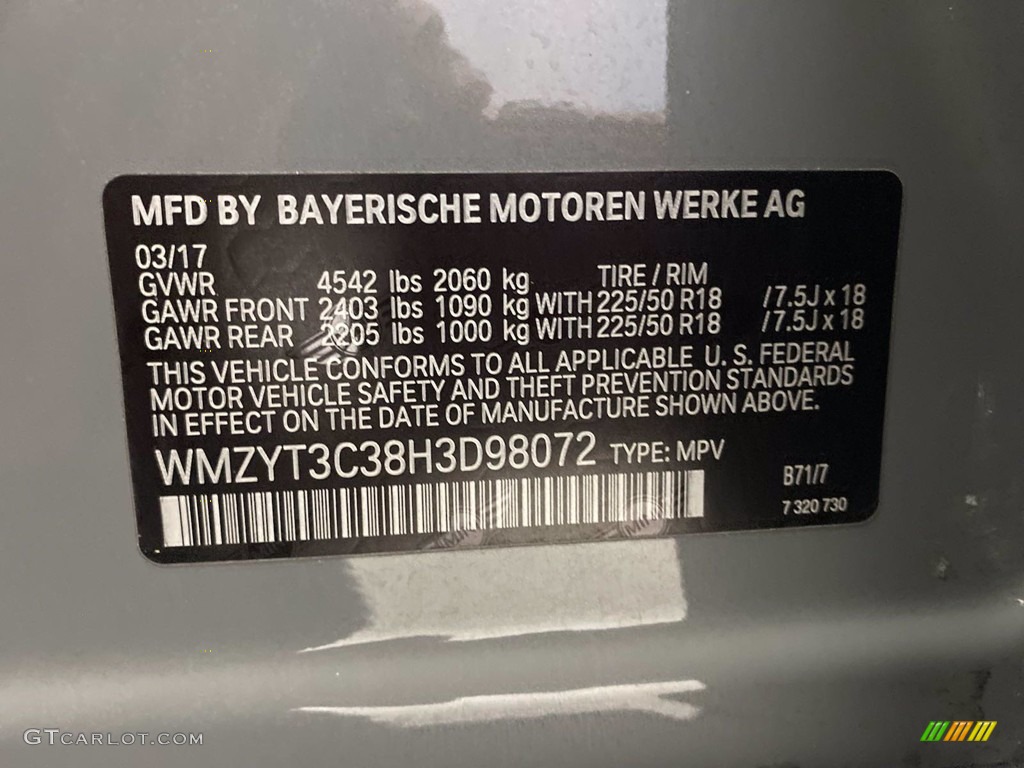 MFD BY BAYERISCHE MOTOREN WERKE AG
03/17
GVWR 4542 lbs 2060 kg TIRE / RIM
GAWR FRONT 2403 lbs 1090 kg WITH 225/50 R18 /7.5J x 18
GAWR REAR 2205 lbs 1000 kg WITH 225/50 R18 /7.5J x 18
THIS VEHICLE CONFORMS TO ALL APPLICABLE U. S. FEDERAL
MOTOR VEHICLE SAFETY AND THEFT PREVENTION STANDARDS
IN EFFECT ON THE DATE OF MANUFACTURE SHOWN ABOVE.
WMZYT3C38H3D98072 TYPE: MPV
B71/7
7 320 730
GTCARLOT.COM